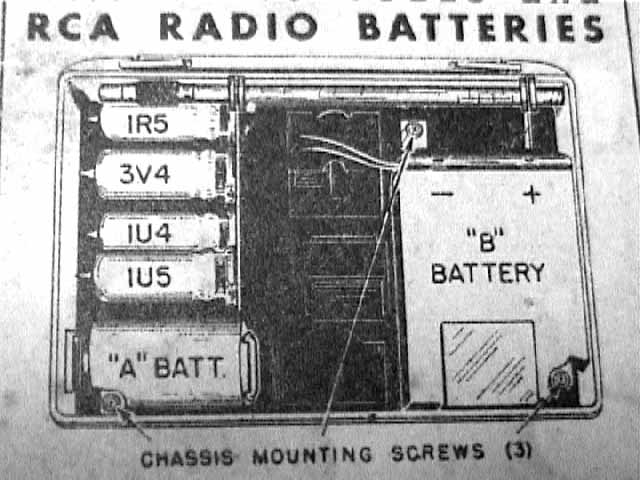 RCA RADIO BATTERIES
1R5
3V4
1U4
1U5
"A" BATT.
− +
"B"
BATTERY
CHASSIS MOUNTING SCREWS (3)